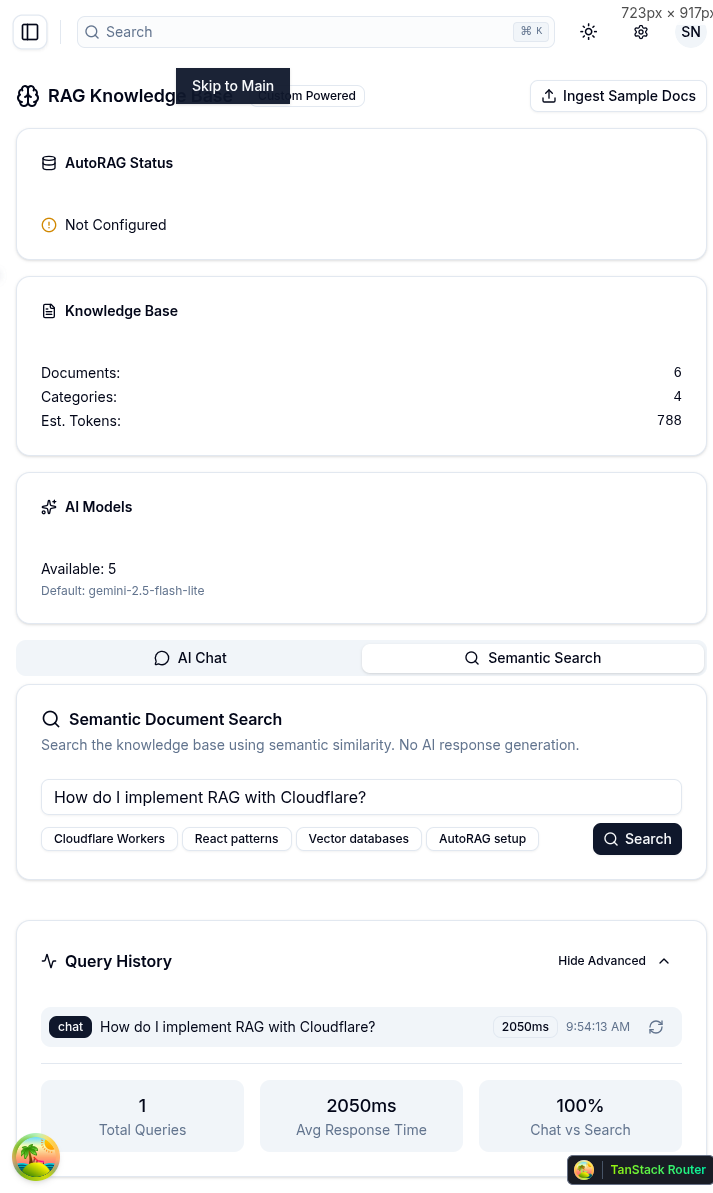 723px × 917px
Search
⌘ K
SN
Skip to Main
RAG Knowledge Base
Custom Powered
Ingest Sample Docs
AutoRAG Status
Not Configured
Knowledge Base
Documents: 6
Categories: 4
Est. Tokens: 788
AI Models
Available: 5
Default: gemini-2.5-flash-lite
AI Chat
Semantic Search
Semantic Document Search
Search the knowledge base using semantic similarity. No AI response generation.
How do I implement RAG with Cloudflare?
Cloudflare Workers
React patterns
Vector databases
AutoRAG setup
Search
Query History
Hide Advanced
chat How do I implement RAG with Cloudflare? 2050ms 9:54:13 AM
1
Total Queries
2050ms
Avg Response Time
100%
Chat vs Search
TanStack Router